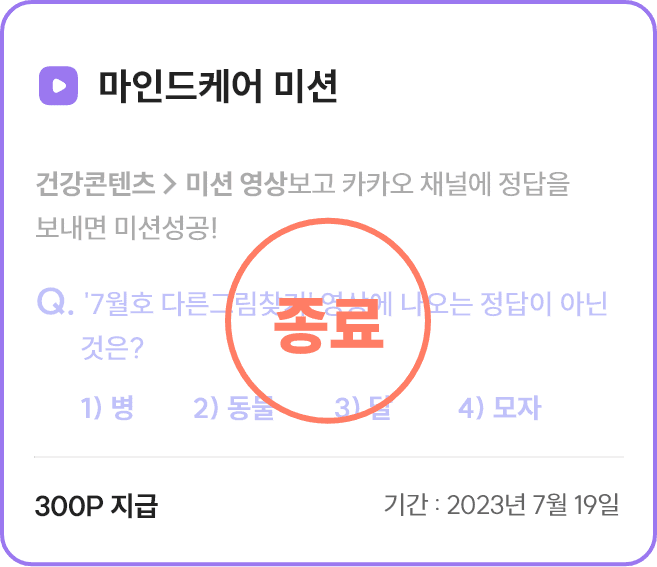 마인드케어 미션
건강콘텐츠 > 미션 영상보고 카카오 채널에 정답을
보내면 미션성공!
Q. '7월호 다른그림찾기' 영상에 나오는 정답이 아닌
것은?
종료
1) 병 2) 동물 3) 달 4) 모자
300P 지급 기간 : 2023년 7월 19일